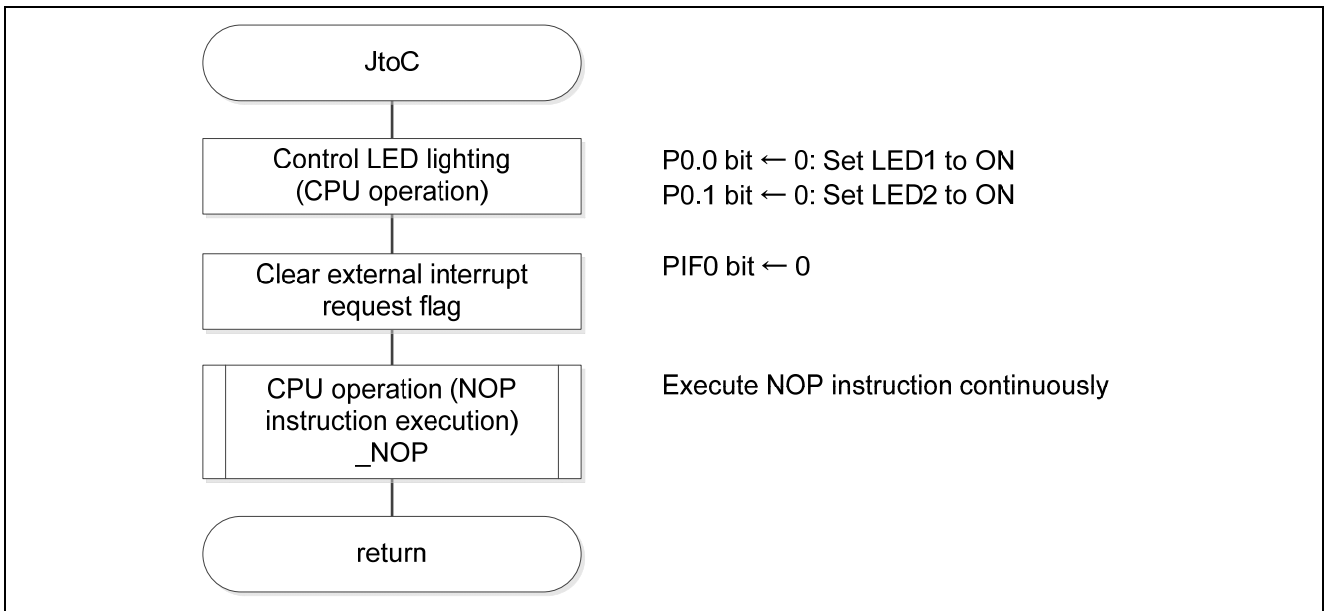 JtoC
Control LED lighting
(CPU operation)
P0.0 bit ← 0: Set LED1 to ON
P0.1 bit ← 0: Set LED2 to ON
Clear external interrupt
request flag
PIF0 bit ← 0
CPU operation (NOP
instruction execution)
_NOP
Execute NOP instruction continuously
return